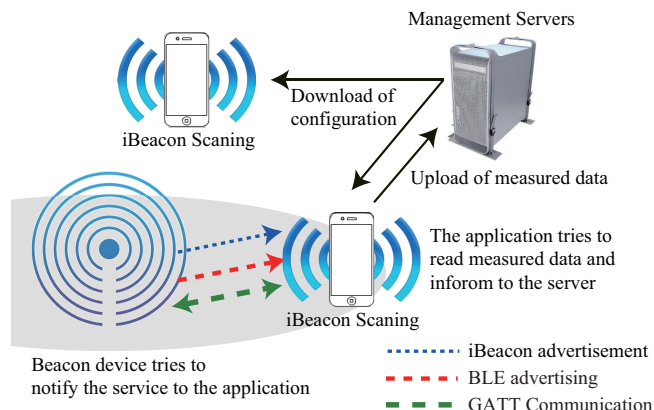 Management Servers
Download of
configuration
iBeacon Scaning
Upload of measured data
The application tries to
read measured data and
inforom to the server
iBeacon Scaning
Beacon device tries to
notify the service to the application
iBeacon advertisement
BLE advertising
GATT Communication